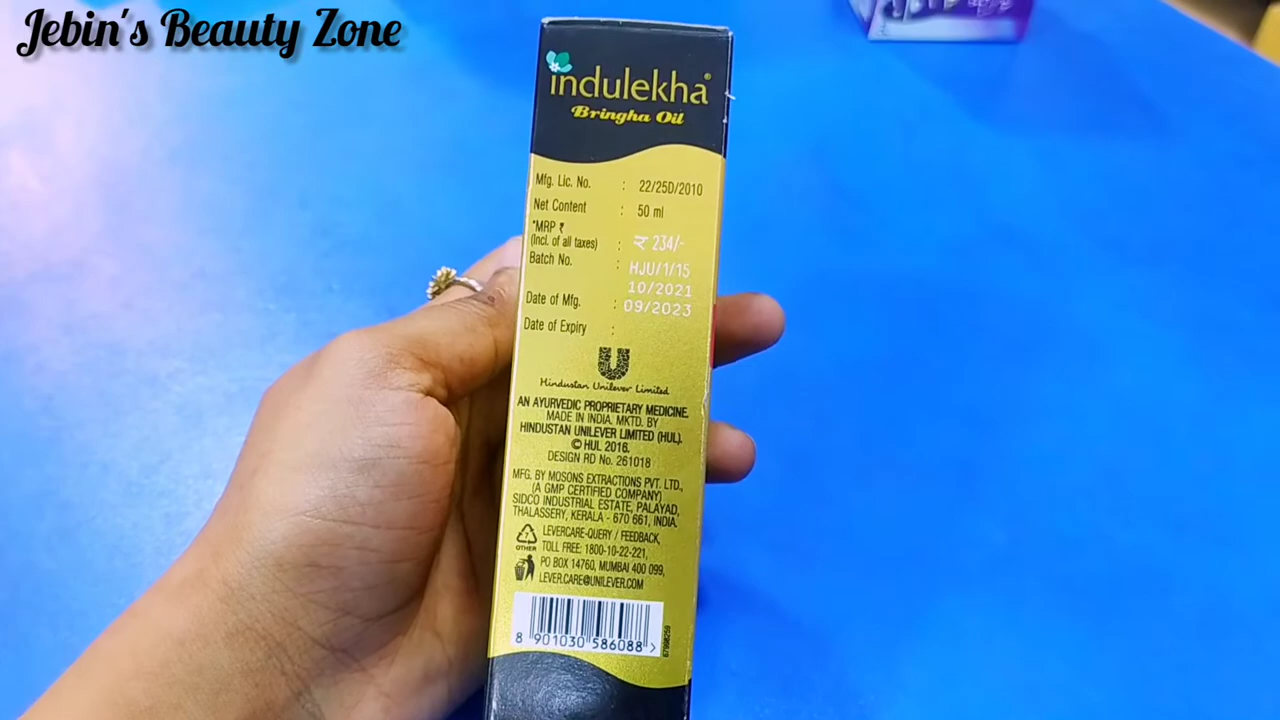 Jebin's Beauty Zone
indulekha®
Bringha Oil
Mfg. Lic. No. : 22/25D/2010
Net Content : 50 ml
*MRP ₹
(Incl. of all taxes) : ₹ 234/-
Batch No. : HJU/1/15
10/2021
Date of Mfg. : 09/2023
Date of Expiry :
Hindustan Unilever Limited
AN AYURVEDIC PROPRIETARY MEDICINE.
MADE IN INDIA. MKTD. BY
HINDUSTAN UNILEVER LIMITED (HUL).
© HUL 2016.
DESIGN RD No. 261018
MFG. BY MOSONS EXTRACTIONS PVT. LTD.,
(A GMP CERTIFIED COMPANY)
SIDCO INDUSTRIAL ESTATE, PALAYAD,
THALASSERY, KERALA - 670 661, INDIA.
7
OTHER
LEVERCARE-QUERY / FEEDBACK,
TOLL FREE: 1800-10-22-221,
PO BOX 14760, MUMBAI 400 099,
LEVER.CARE@UNILEVER.COM
8 901030 586088 >